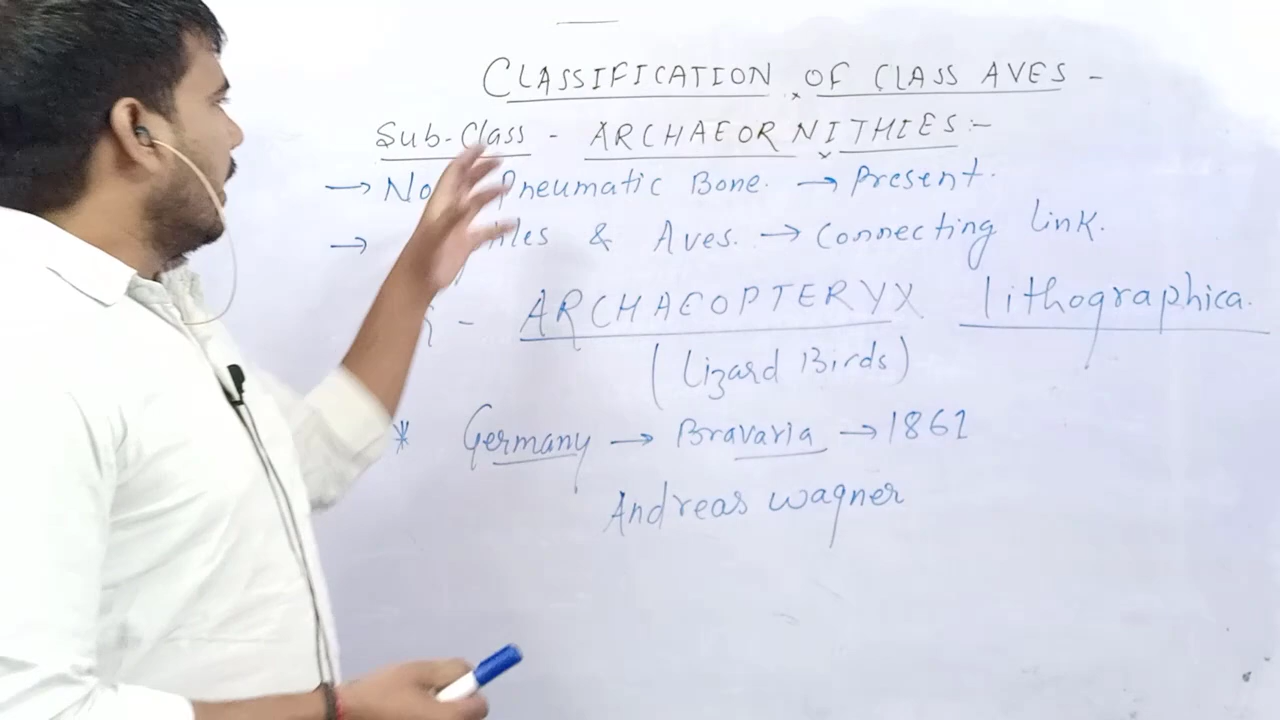 CLASSIFICATION OF CLASS AVES -
Sub-Class - ARCHAEORNITHIES:-
→ No Pneumatic Bone. → Present.
→ & Aves. → Connecting link.
- ARCHAEOPTERYX lithographica.
(Lizard Birds)
* Germany → Bravaria → 1861
Andreas wagner